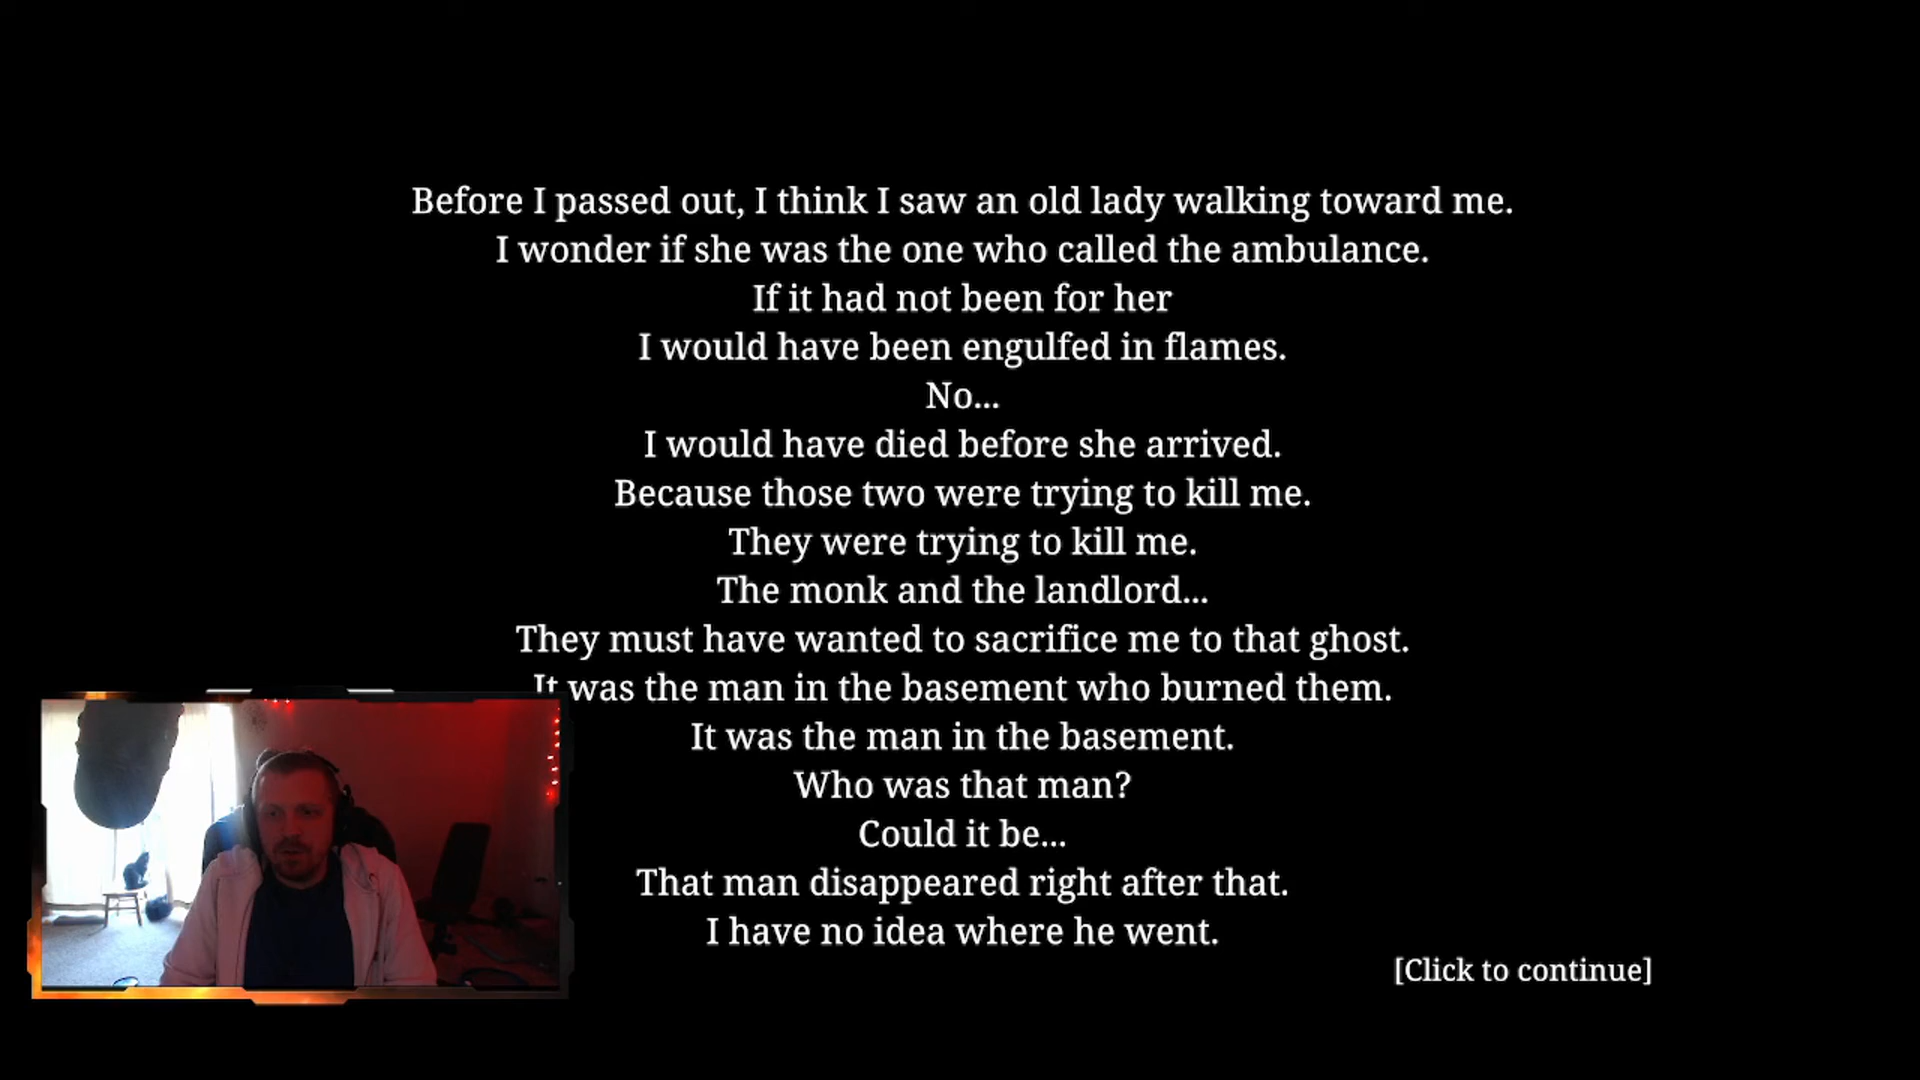 Before I passed out, I think I saw an old lady walking toward me.
I wonder if she was the one who called the ambulance.
If it had not been for her
I would have been engulfed in flames.
No...
I would have died before she arrived.
Because those two were trying to kill me.
They were trying to kill me.
The monk and the landlord...
They must have wanted to sacrifice me to that ghost.
It was the man in the basement who burned them.
It was the man in the basement.
Who was that man?
Could it be...
That man disappeared right after that.
I have no idea where he went.
[Click to continue]